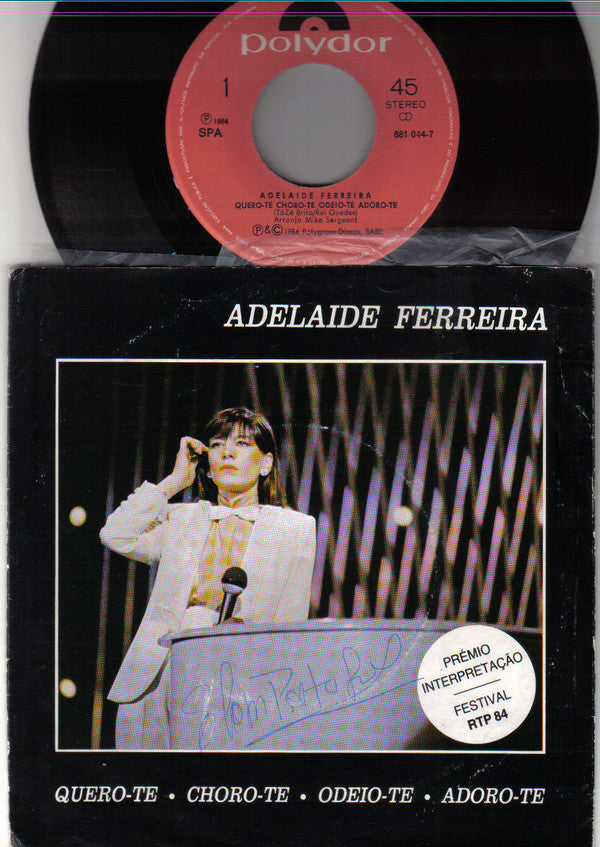 polydor
1
45
STEREO
℗ 1984
SPA
881 044-7
ADELAIDE FERREIRA
QUERO-TE CHORO-TE ODEIO-TE ADORO-TE
(TóZé Brito/Rui Guedes)
Arranjo Mike Sergeant
℗&© 1984 Polygram Discos, SARL
ADELAIDE FERREIRA
PRÉMIO
INTERPRETAÇÃO
FESTIVAL
RTP 84
QUERO-TE • CHORO-TE • ODEIO-TE • ADORO-TE